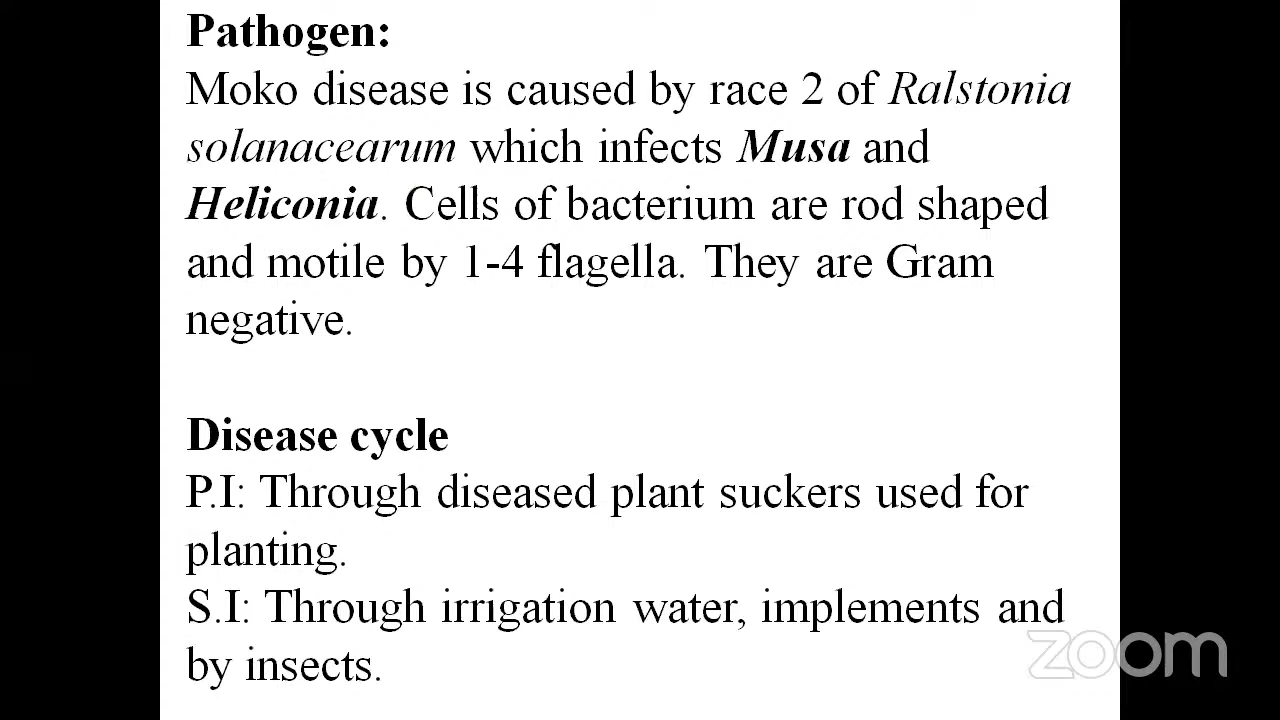 Pathogen:
Moko disease is caused by race 2 of Ralstonia
solanacearum which infects Musa and
Heliconia. Cells of bacterium are rod shaped
and motile by 1-4 flagella. They are Gram
negative.
Disease cycle
P.I: Through diseased plant suckers used for
planting.
S.I: Through irrigation water, implements and
by insects.
zoom